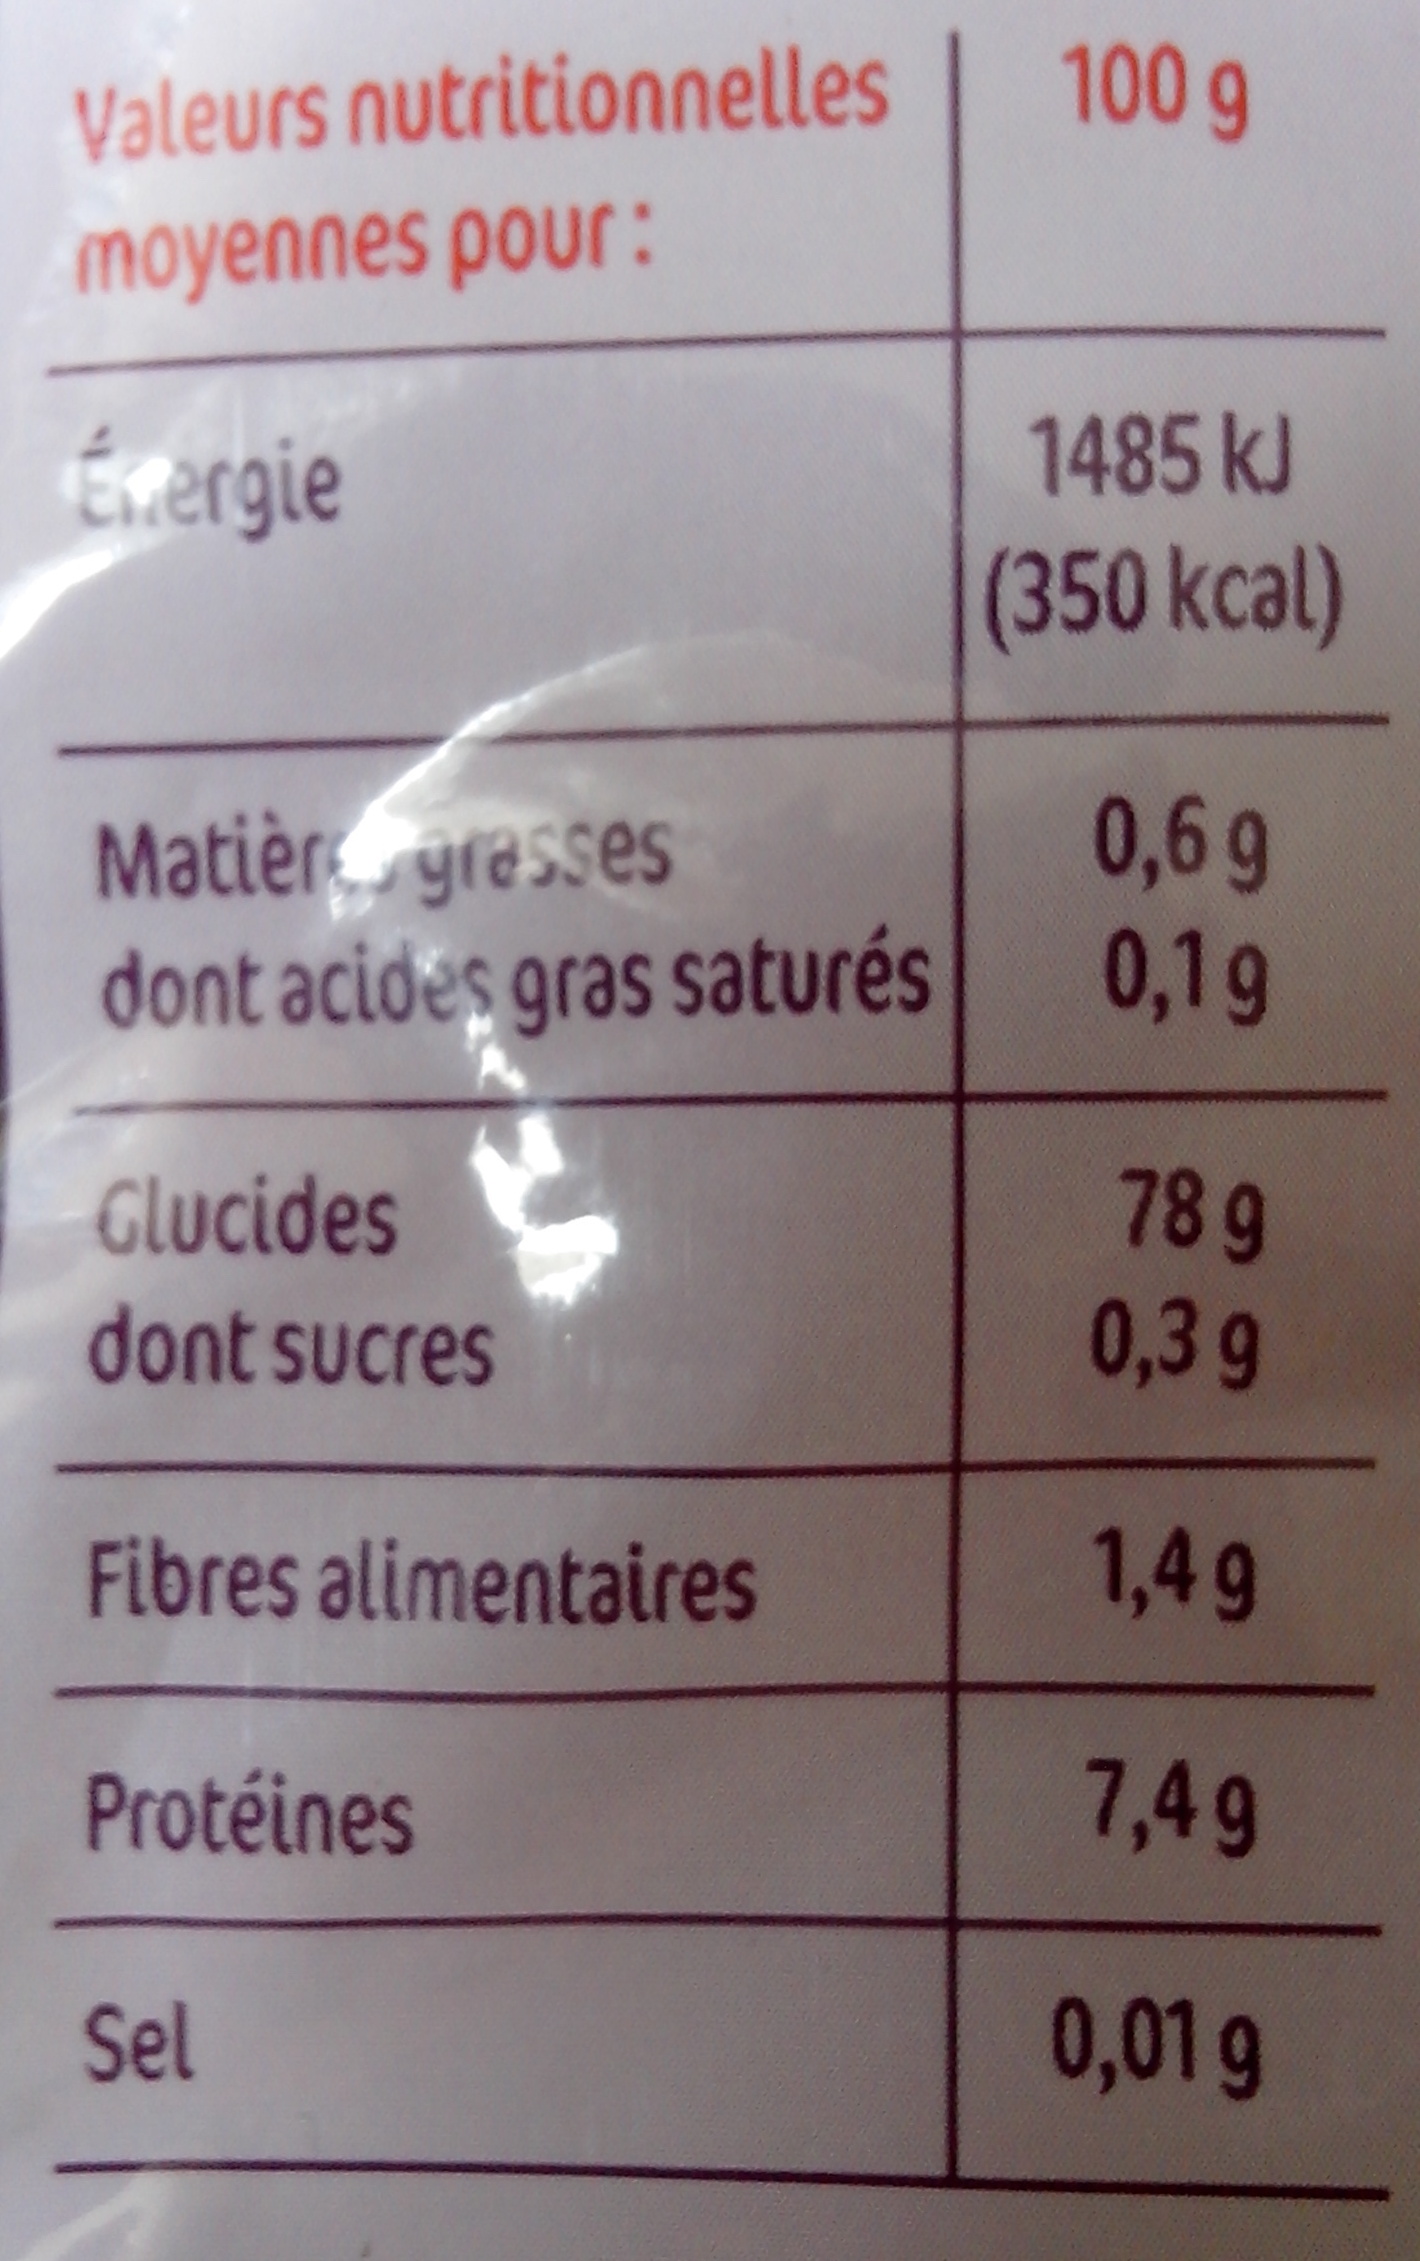 Valeurs nutritionnelles 100 g
moyennes pour :
Énergie 1485 kJ
(350 kcal)
Matières grasses 0,6 g
dont acides gras saturés 0,1 g
Glucides 78 g
dont sucres 0,3 g
Fibres alimentaires 1,4 g
Protéines 7,4 g
Sel 0,01 g